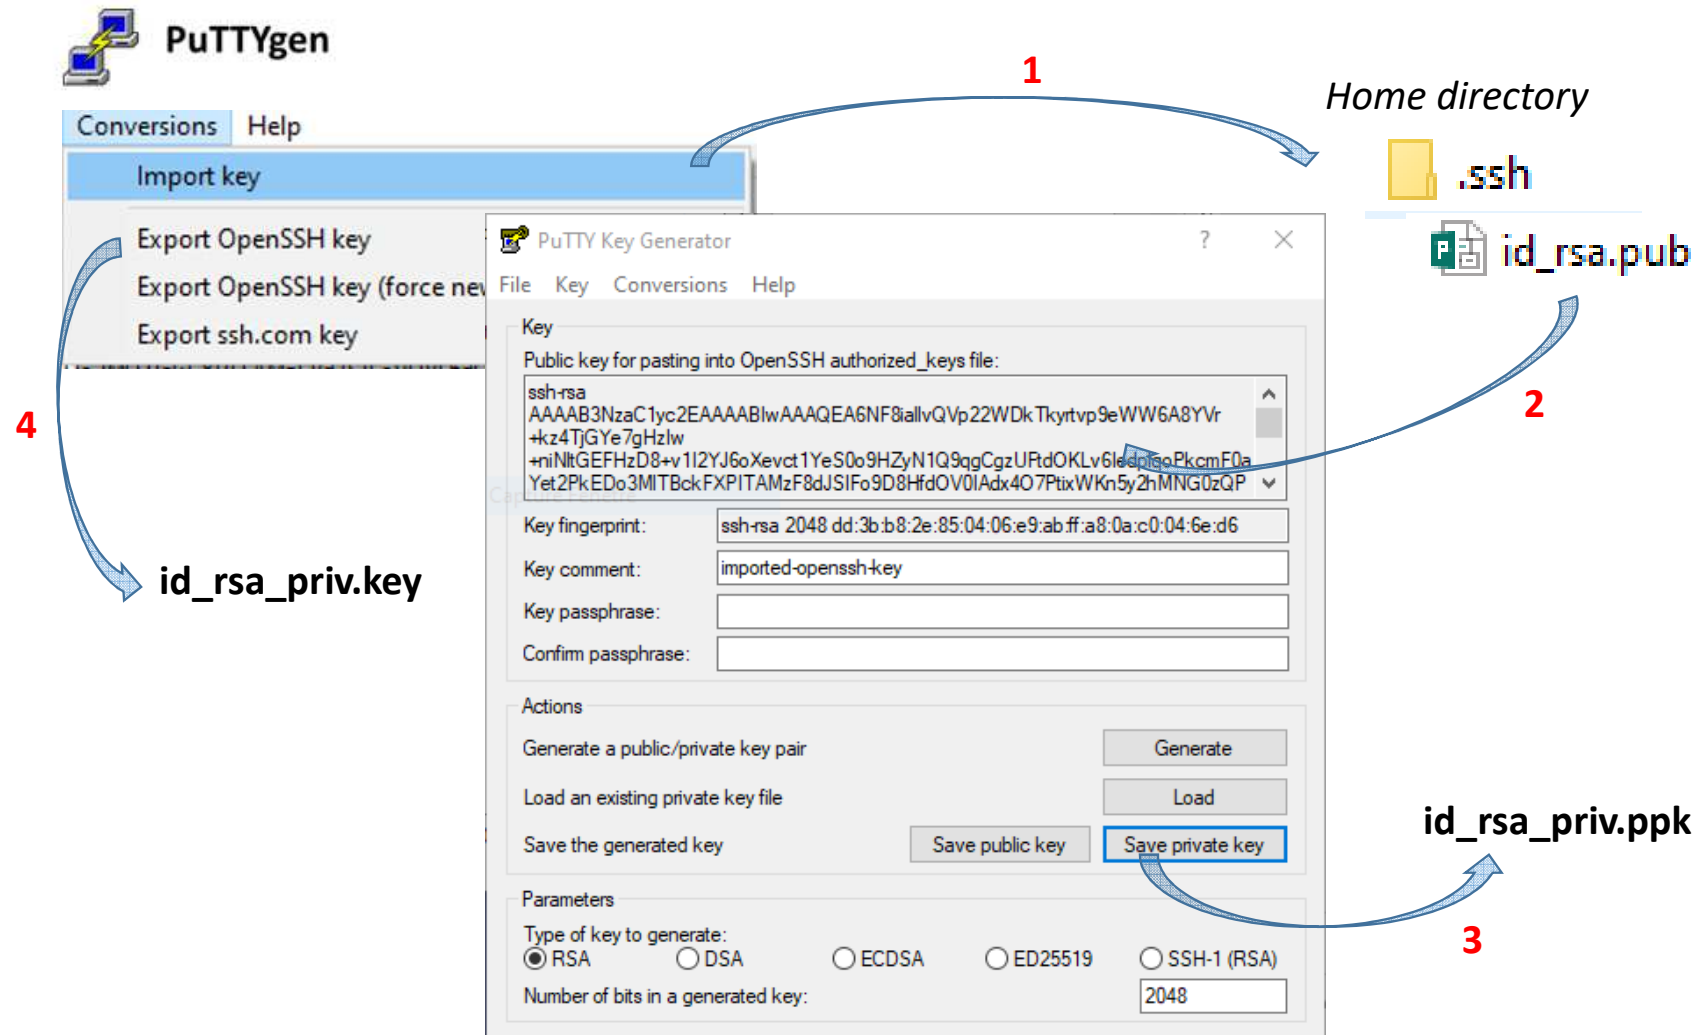 PuTTYgen
1
Home directory
Conversions Help
Import key
.ssh
id_rsa.pub
Export OpenSSH key
Export OpenSSH key (force
Export ssh.com key
PuTTY Key Generator
File Key Conversions Help
Key
Public key for pasting into OpenSSH authorized_keys file:
ssh-rsa
AAAAB3NzaC1yc2EAAAABIwAAAQEA6NF8iallvQVp22WDkTkyrtvp9eWW6A8YVr
+kz4TjGYe7gHzIw
+niNltGEFHzD8+v1I2YJ6oXevct1YeS0o9HZyN1Q9qgCgzUFtdOKLv6ledplqoPkcmF0a
Yet2PkEDo3MITBckFXPITAMzF8dJSIFo9D8HfdOV0IAdx4O7PtixWKn5y2hMNG0zQP
2
4
Capture Fenêtre
Key fingerprint: ssh-rsa 2048 dd:3b:b8:2e:85:04:06:e9:ab:ff:a8:0a:c0:04:6e:d6
Key comment: imported-openssh-key
id_rsa_priv.key
Key passphrase:
Confirm passphrase:
Actions
Generate a public/private key pair Generate
Load an existing private key file Load
id_rsa_priv.ppk
Save the generated key Save public key Save private key
Parameters
Type of key to generate:
RSA DSA ECDSA ED25519 SSH-1 (RSA)
3
Number of bits in a generated key: 2048